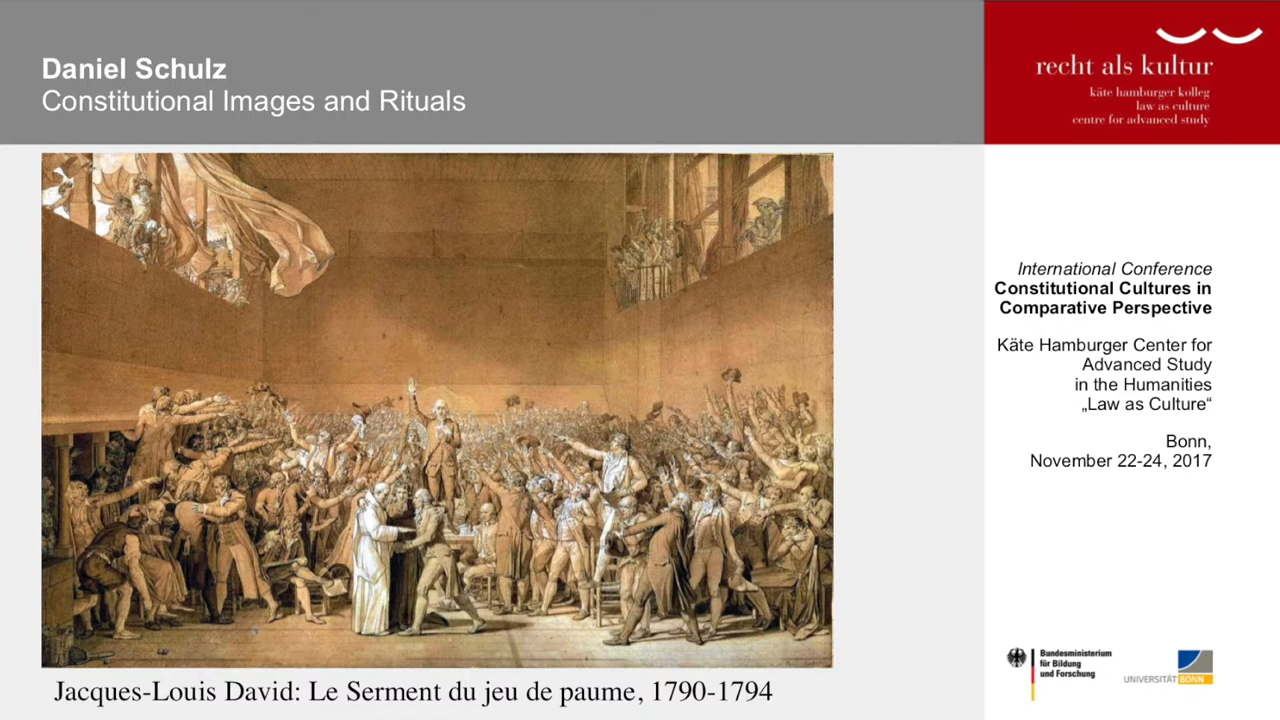 Daniel Schulz
Constitutional Images and Rituals
recht als kultur
käte hamburger kolleg
law as culture
centre for advanced study
International Conference
Constitutional Cultures in
Comparative Perspective
Käte Hamburger Center for
Advanced Study
in the Humanities
„Law as Culture“
Bonn,
November 22-24, 2017
Bundesministerium
für Bildung
und Forschung
UNIVERSITÄT BONN
Jacques-Louis David: Le Serment du jeu de paume, 1790-1794